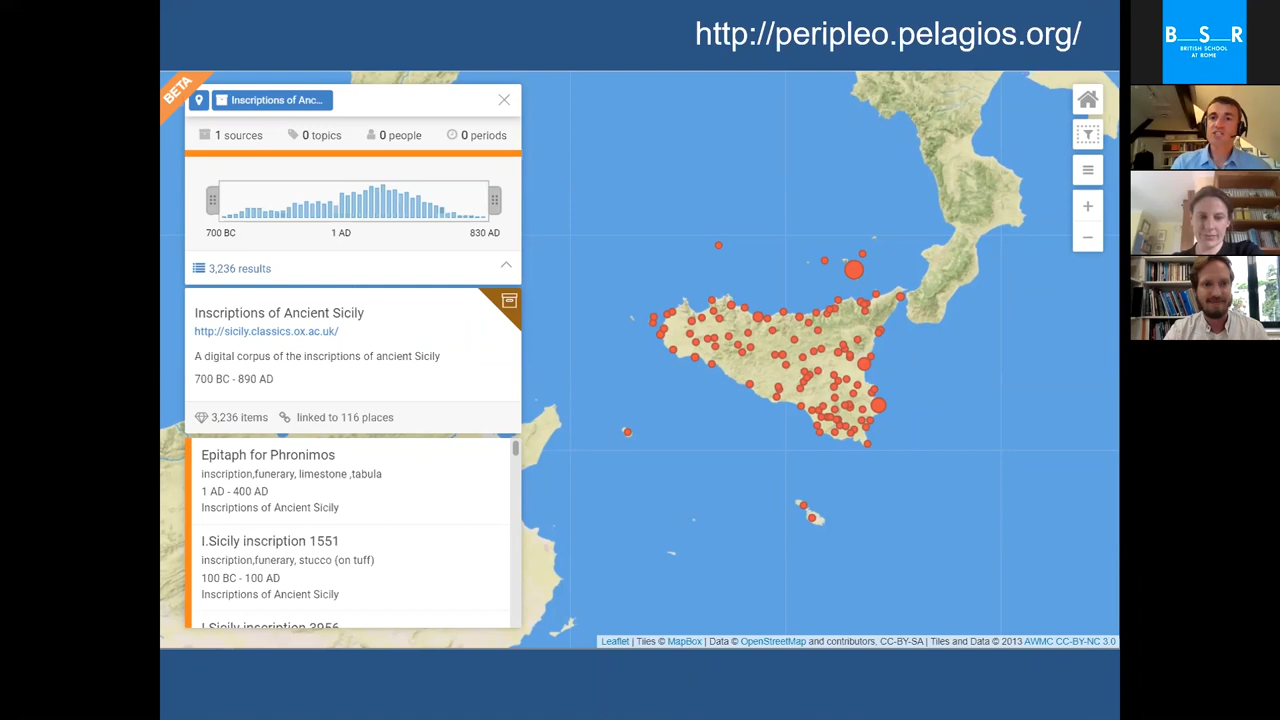 http://peripleo.pelagios.org/
BETA
Inscriptions of Anc...
1 sources
0 topics
0 people
0 periods
700 BC
1 AD
830 AD
3,236 results
Inscriptions of Ancient Sicily
http://sicily.classics.ox.ac.uk/
A digital corpus of the inscriptions of ancient Sicily
700 BC - 890 AD
3,236 items
linked to 116 places
Epitaph for Phronimos
inscription,funerary, limestone ,tabula
1 AD - 400 AD
Inscriptions of Ancient Sicily
I.Sicily inscription 1551
inscription,funerary, stucco (on tuff)
100 BC - 100 AD
Inscriptions of Ancient Sicily
I.Sicily inscription 3956
+
−
Leaflet | Tiles © MapBox | Data © OpenStreetMap and contributors, CC-BY-SA | Tiles and Data © 2013 AWMC CC-BY-NC 3.0
B__S__R
BRITISH SCHOOL
AT ROME